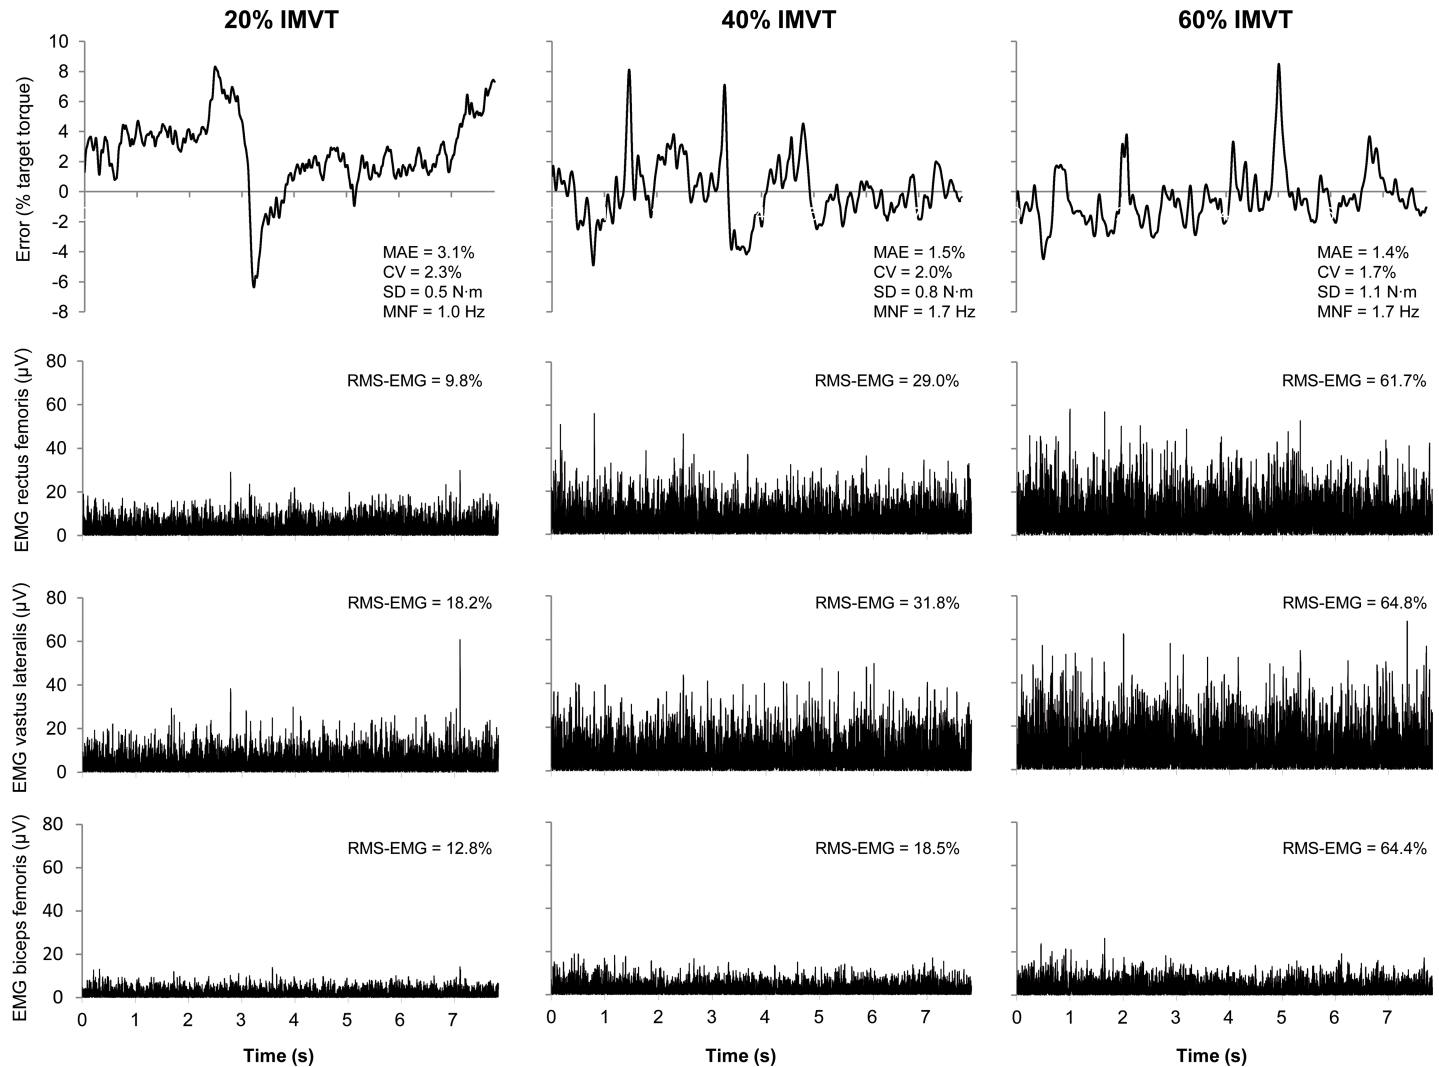 20% IMVT
40% IMVT
60% IMVT
Error (% target torque)
10
8
6
4
2
0
-2
-4
-6
-8
MAE = 3.1%
CV = 2.3%
SD = 0.5 N·m
MNF = 1.0 Hz
MAE = 1.5%
CV = 2.0%
SD = 0.8 N·m
MNF = 1.7 Hz
MAE = 1.4%
CV = 1.7%
SD = 1.1 N·m
MNF = 1.7 Hz
EMG rectus femoris (µV)
80
60
40
20
0
RMS-EMG = 9.8%
RMS-EMG = 29.0%
RMS-EMG = 61.7%
EMG vastus lateralis (µV)
80
60
40
20
0
RMS-EMG = 18.2%
RMS-EMG = 31.8%
RMS-EMG = 64.8%
EMG biceps femoris (µV)
80
60
40
20
0
RMS-EMG = 12.8%
RMS-EMG = 18.5%
RMS-EMG = 64.4%
0 1 2 3 4 5 6 7
0 1 2 3 4 5 6 7
0 1 2 3 4 5 6 7
Time (s)
Time (s)
Time (s)